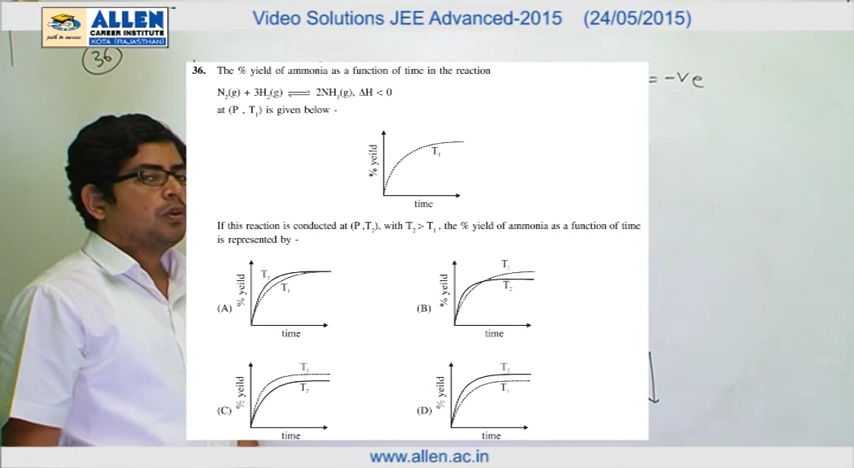 Video Solutions JEE Advanced-2015 (24/05/2015)
ALLEN
CAREER INSTITUTE
KOTA (RAJASTHAN)
path to success
36
= -ve
36. The % yield of ammonia as a function of time in the reaction
N₂(g) + 3H₂(g) ⇌ 2NH₃(g), ΔH < 0
at (P , T₁) is given below -
% yeild
T₁
time
If this reaction is conducted at (P ,T₂), with T₂ > T₁, the % yield of ammonia as a function of time
is represented by -
(A) % yeild T₂ T₁ time
(B) % yeild T₁ T₂ time
(C) % yeild T₁ T₂ time
(D) % yeild T₂ T₁ time
www.allen.ac.in